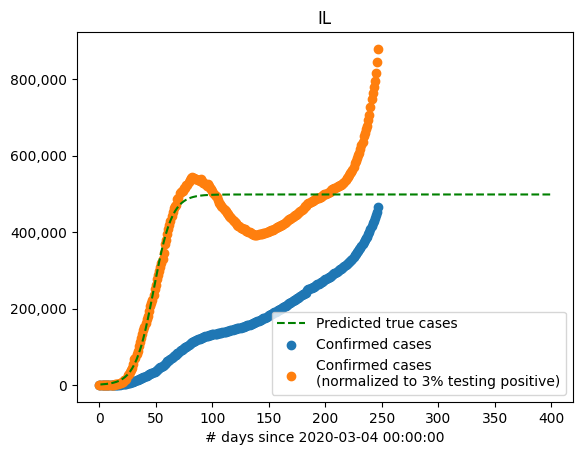 IL
800,000
600,000
400,000
200,000
0
Predicted true cases
Confirmed cases
Confirmed cases
(normalized to 3% testing positive)
0 50 100 150 200 250 300 350 400
# days since 2020-03-04 00:00:00